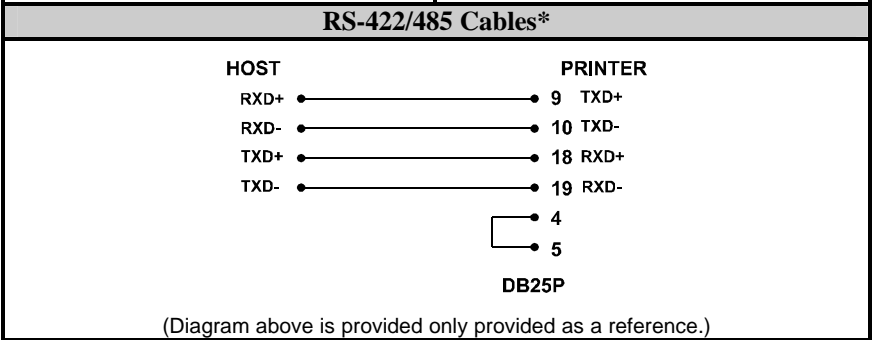 RS-422/485 Cables*
HOST PRINTER
RXD+ 9 TXD+
RXD- 10 TXD-
TXD+ 18 RXD+
TXD- 19 RXD-
4
5
DB25P
(Diagram above is provided only provided as a reference.)